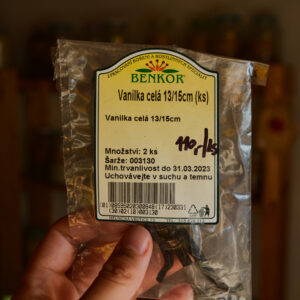 BENKOR
Vanilka celá 13/15cm (ks)
Vanilka celá 13/15cm
110,-/ks
Množství: 2 ks
Šarže: 003130
Min.trvanlivost do 31.03.2023
Uchovávejte v suchu a temnu